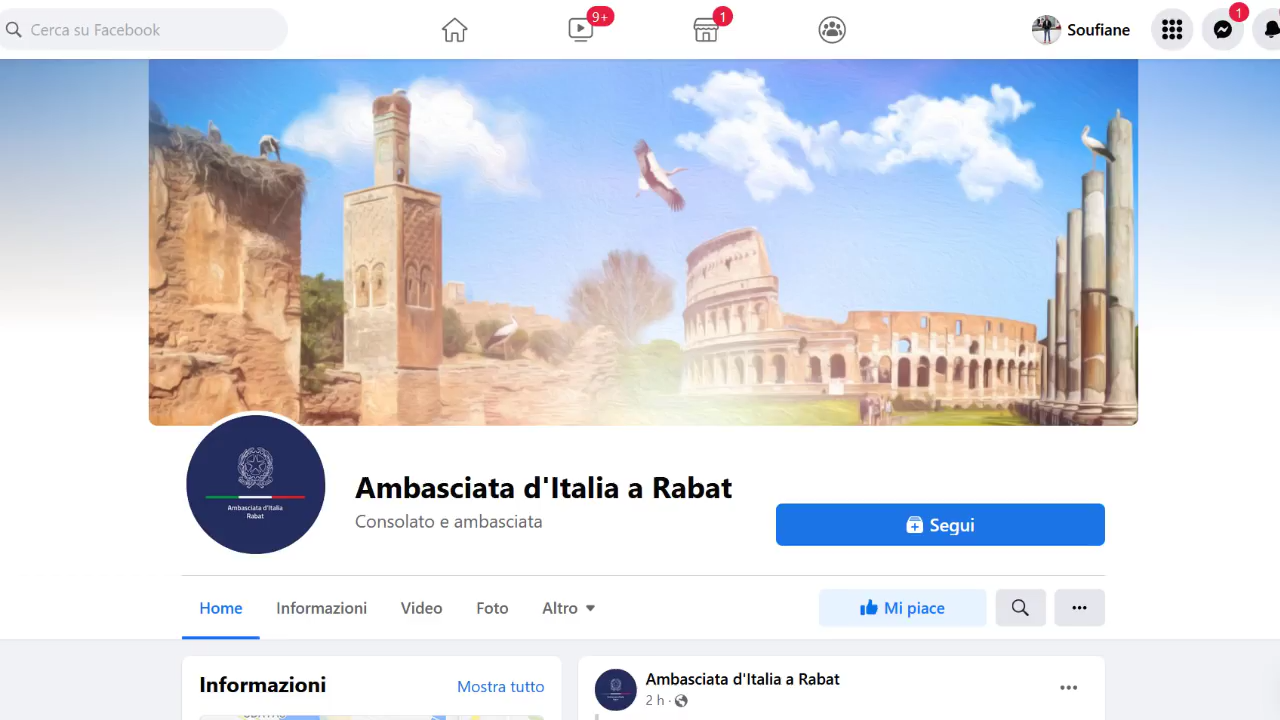 Cerca su Facebook
9+
1
Soufiane
1
Ambasciata d'Italia
Rabat
Ambasciata d'Italia a Rabat
Consolato e ambasciata
Segui
Home
Informazioni
Video
Foto
Altro
Mi piace
Informazioni
Mostra tutto
Ambasciata d'Italia a Rabat
2 h ·